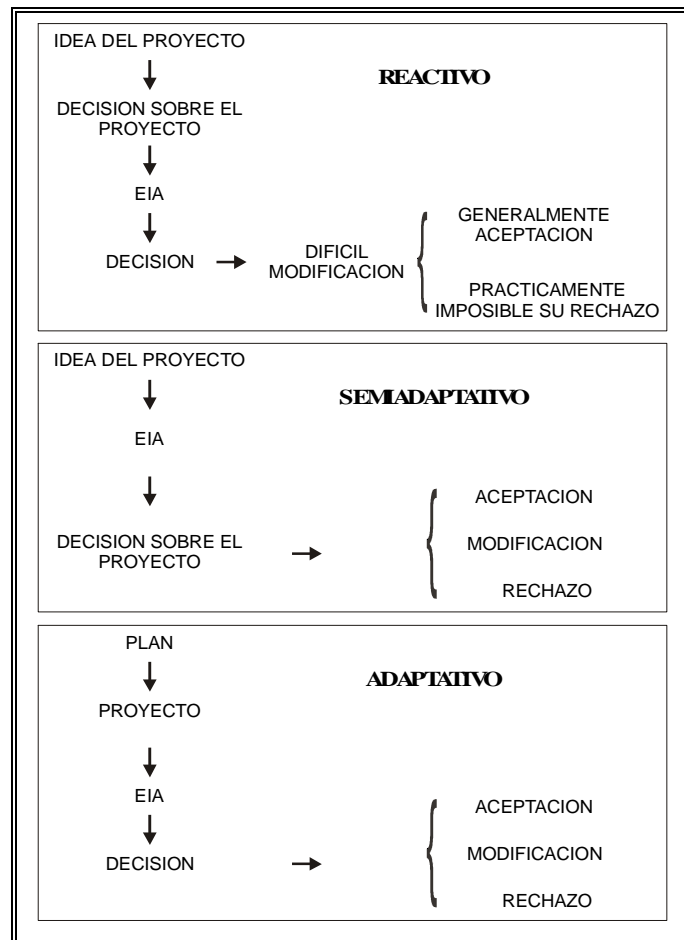 IDEA DEL PROYECTO
REACTIVO
DECISION SOBRE EL
PROYECTO
EIA
DECISION
DIFICIL
MODIFICACION
GENERALMENTE
ACEPTACION
PRACTICAMENTE
IMPOSIBLE SU RECHAZO
IDEA DEL PROYECTO
SEMIADAPTATIVO
EIA
DECISION SOBRE EL
PROYECTO
ACEPTACION
MODIFICACION
RECHAZO
PLAN
ADAPTATIVO
PROYECTO
EIA
DECISION
ACEPTACION
MODIFICACION
RECHAZO